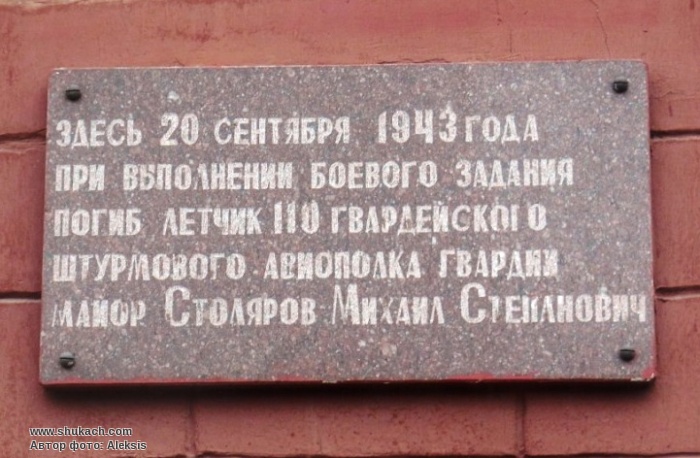 ЗДЕСЬ 20 СЕНТЯБРЯ 1943 ГОДА
ПРИ ВЫПОЛНЕНИИ БОЕВОГО ЗАДАНИЯ
ПОГИБ ЛЕТЧИК 110 ГВАРДЕЙСКОГО
ШТУРМОВОГО АВИОПОЛКА ГВАРДИИ
МАЙОР СТОЛЯРОВ МИХАИЛ СТЕПАНОВИЧ
www.shukach.com
Автор фото: Aleksis